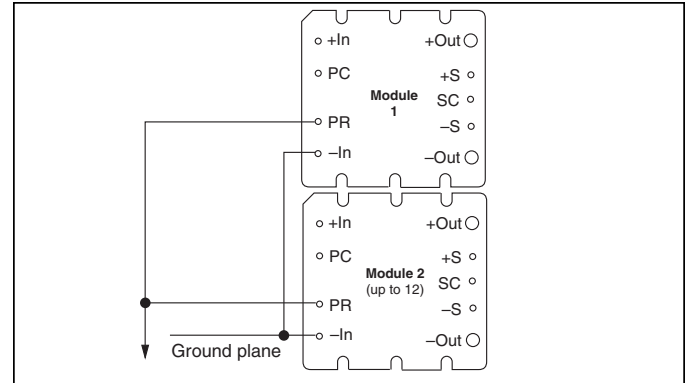 +In +Out
PC +S
Module
1
SC
PR –S
–In –Out
+In +Out
PC +S
Module 2
(up to 12)
SC
PR –S
–In –Out
Ground plane